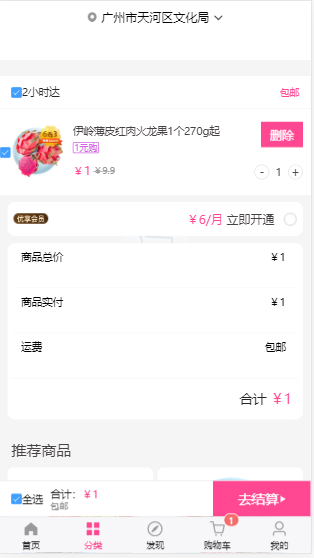 广州市天河区文化局
2小时达 包邮
伊岭薄皮红肉火龙果1个270g起
删除
1元购
￥1 ￥9.9
- 1 +
优享会员 ￥6/月 立即开通
商品总价 ￥1
商品实付 ￥1
运费 包邮
合计 ￥1
推荐商品
全选 合计：￥1
包邮
去结算
1
首页 分类 发现 购物车 我的